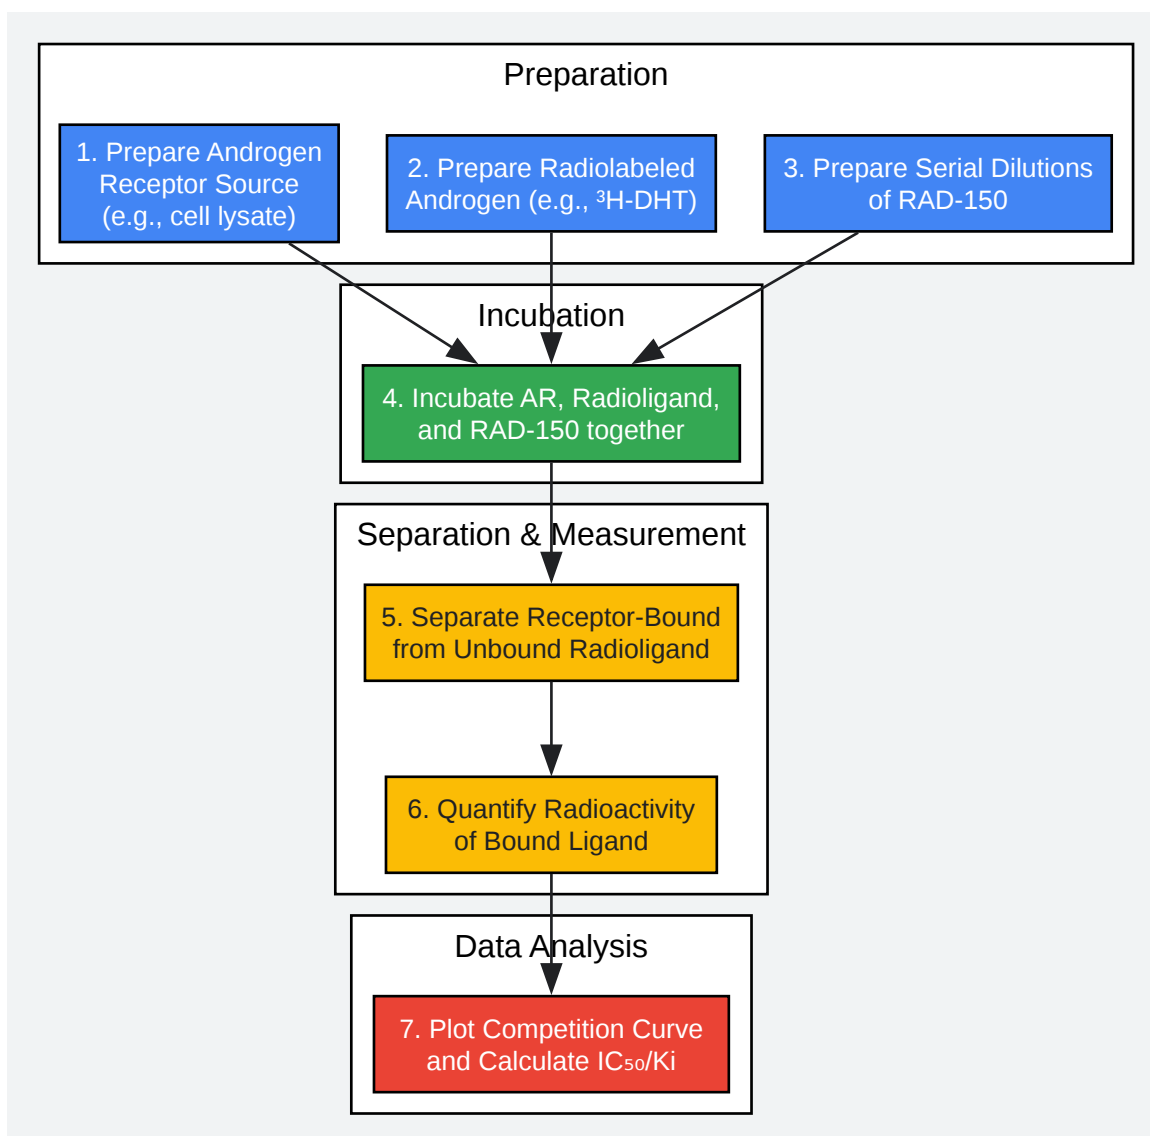 Preparation
1. Prepare Androgen
Receptor Source
(e.g., cell lysate)
2. Prepare Radiolabeled
Androgen (e.g., ³H-DHT)
3. Prepare Serial Dilutions
of RAD-150
Incubation
4. Incubate AR, Radioligand,
and RAD-150 together
Separation & Measurement
5. Separate Receptor-Bound
from Unbound Radioligand
6. Quantify Radioactivity
of Bound Ligand
Data Analysis
7. Plot Competition Curve
and Calculate IC₅₀/Ki